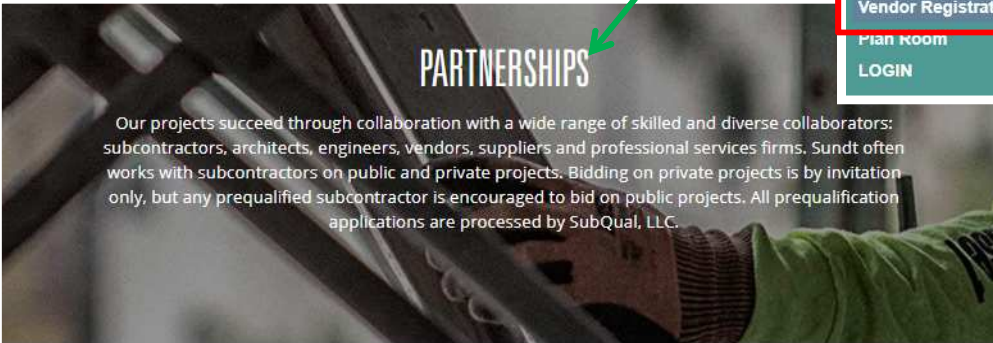 Vendor Registrat
Plan Room
LOGIN
PARTNERSHIPS
Our projects succeed through collaboration with a wide range of skilled and diverse collaborators:
subcontractors, architects, engineers, vendors, suppliers and professional services firms. Sundt often
works with subcontractors on public and private projects. Bidding on private projects is by invitation
only, but any prequalified subcontractor is encouraged to bid on public projects. All prequalification
applications are processed by SubQual, LLC.